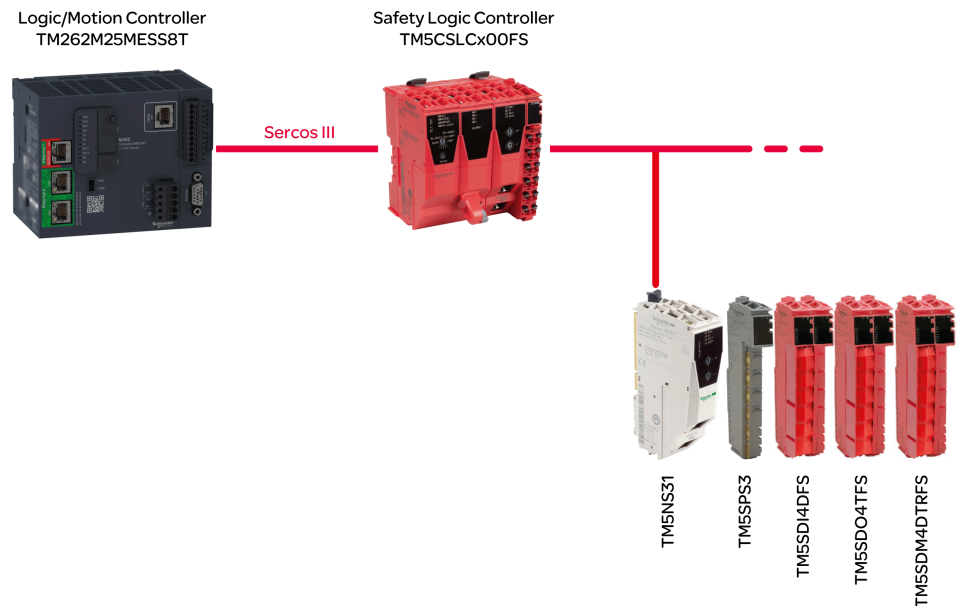 Logic/Motion Controller
TM262M25MESS8T
Safety Logic Controller
TM5CSLCx00FS
Sercos III
TM5NS31
TM5SPS3
TM5SDI4DFS
TM5SDO4TFS
TM5SDM4DTRFS